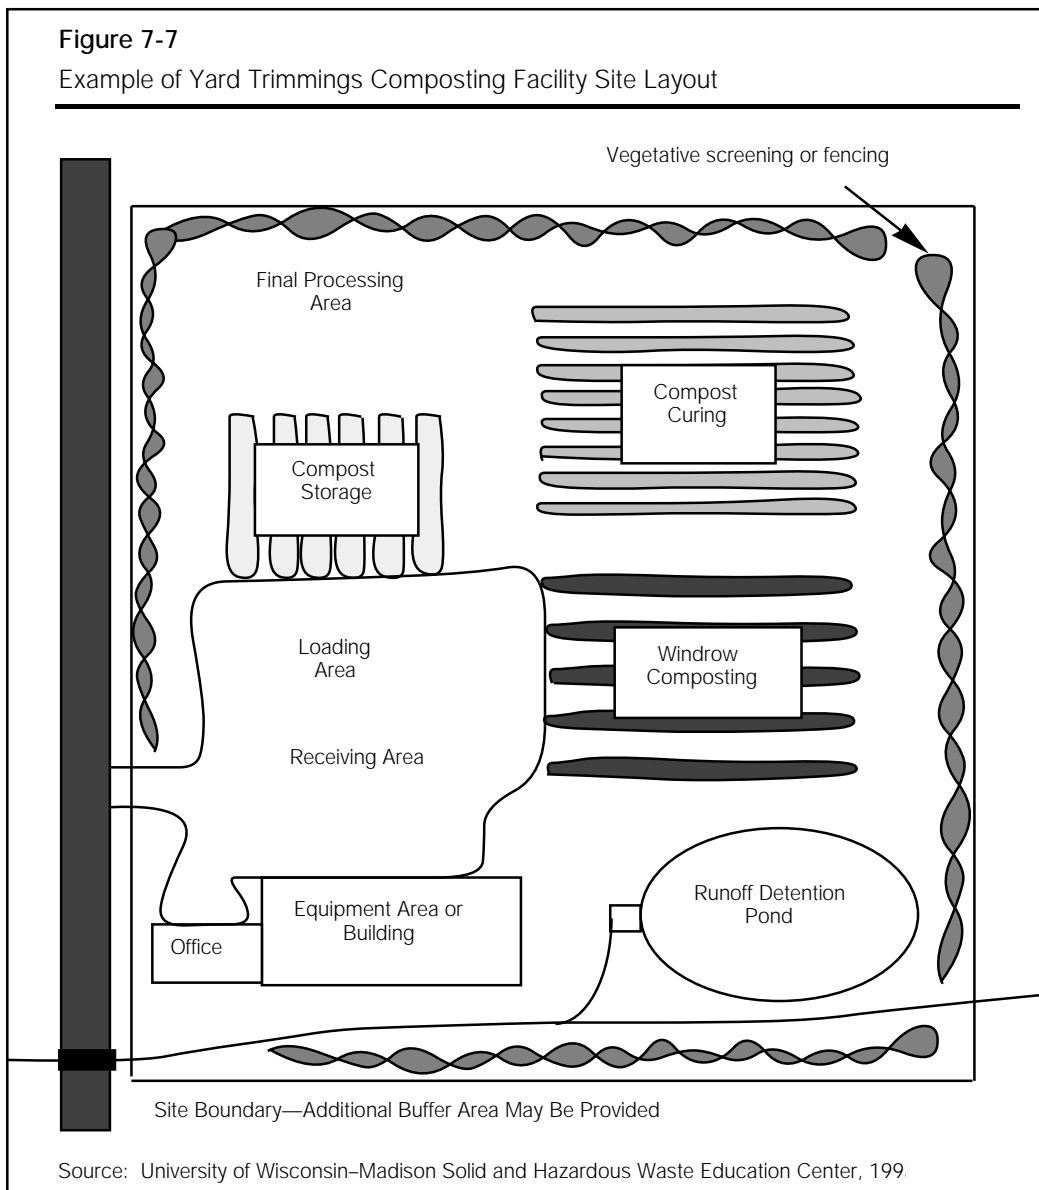 Figure 7-7
Example of Yard Trimmings Composting Facility Site Layout
Vegetative screening or fencing
Final Processing
Area
Compost
Curing
Compost
Storage
Loading
Area
Windrow
Composting
Receiving Area
Runoff Detention
Pond
Equipment Area or
Building
Office
Site Boundary—Additional Buffer Area May Be Provided
Source: University of Wisconsin–Madison Solid and Hazardous Waste Education Center,